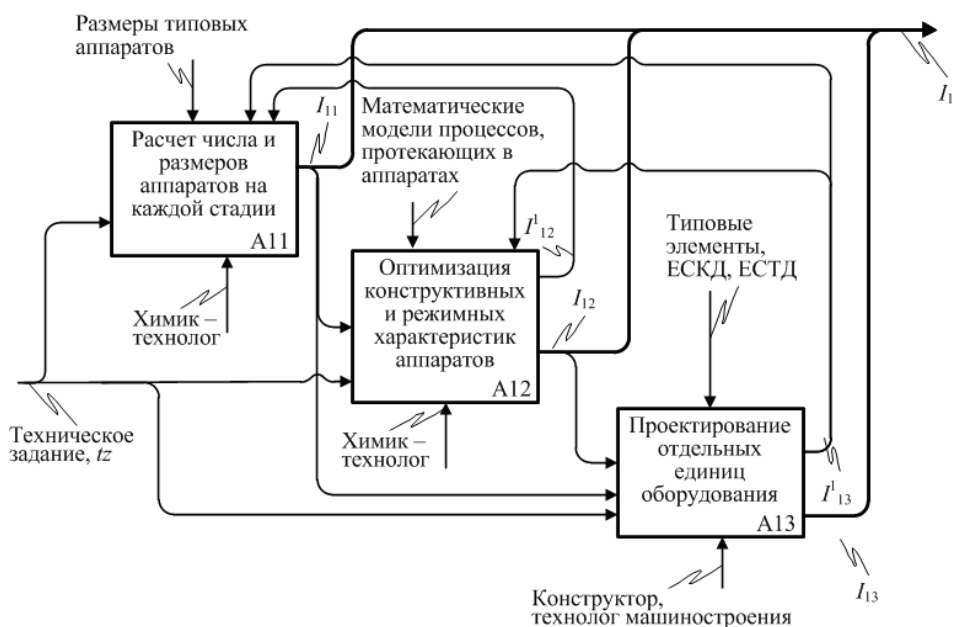 Размеры типовых
аппаратов
I₁
I₁₁
Математические
модели процессов,
протекающих в
аппаратах
Расчет числа и
размеров
аппаратов на
каждой стадии
A11
Типовые
элементы,
ЕСКД, ЕСТД
I¹₁₂
Оптимизация
конструктивных
и режимных
характеристик
аппаратов
A12
I₁₂
Химик –
технолог
Техническое
задание, tz
Химик –
технолог
Проектирование
отдельных
единиц
оборудования
A13
I¹₁₃
I₁₃
Конструктор,
технолог машиностроения